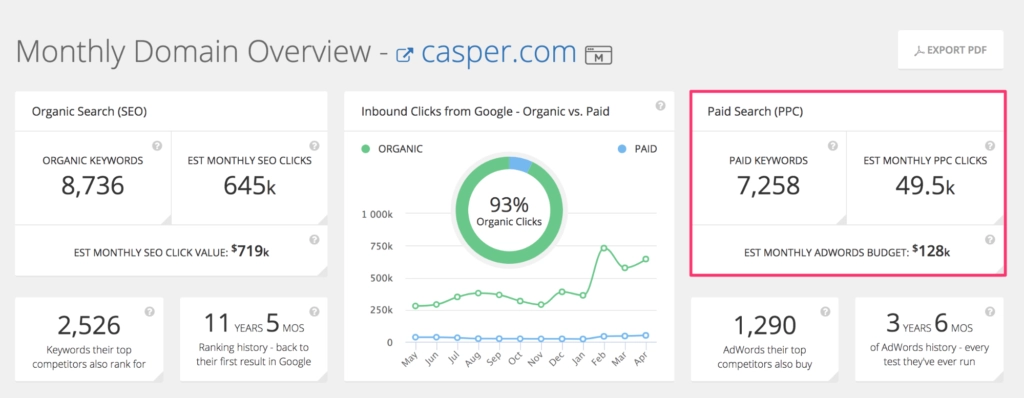 Monthly Domain Overview - casper.com M
EXPORT PDF
Organic Search (SEO)
ORGANIC KEYWORDS ?
8,736
EST MONTHLY SEO CLICKS ?
645k
EST MONTHLY SEO CLICK VALUE: $719k ?
2,526 ?
Keywords their top
competitors also rank for
11 YEARS 5 MOS ?
Ranking history - back to
their first result in Google
Inbound Clicks from Google - Organic vs. Paid ?
ORGANIC
PAID
93%
Organic Clicks
1 000k
750k
500k
250k
0
May Jun Jul Aug Sep Oct Nov Dec Jan Feb Mar Apr
Paid Search (PPC)
PAID KEYWORDS ?
7,258
EST MONTHLY PPC CLICKS ?
49.5k
EST MONTHLY ADWORDS BUDGET: $128k ?
1,290 ?
AdWords their top
competitors also buy
3 YEARS 6 MOS ?
of AdWords history - every
test they've ever run